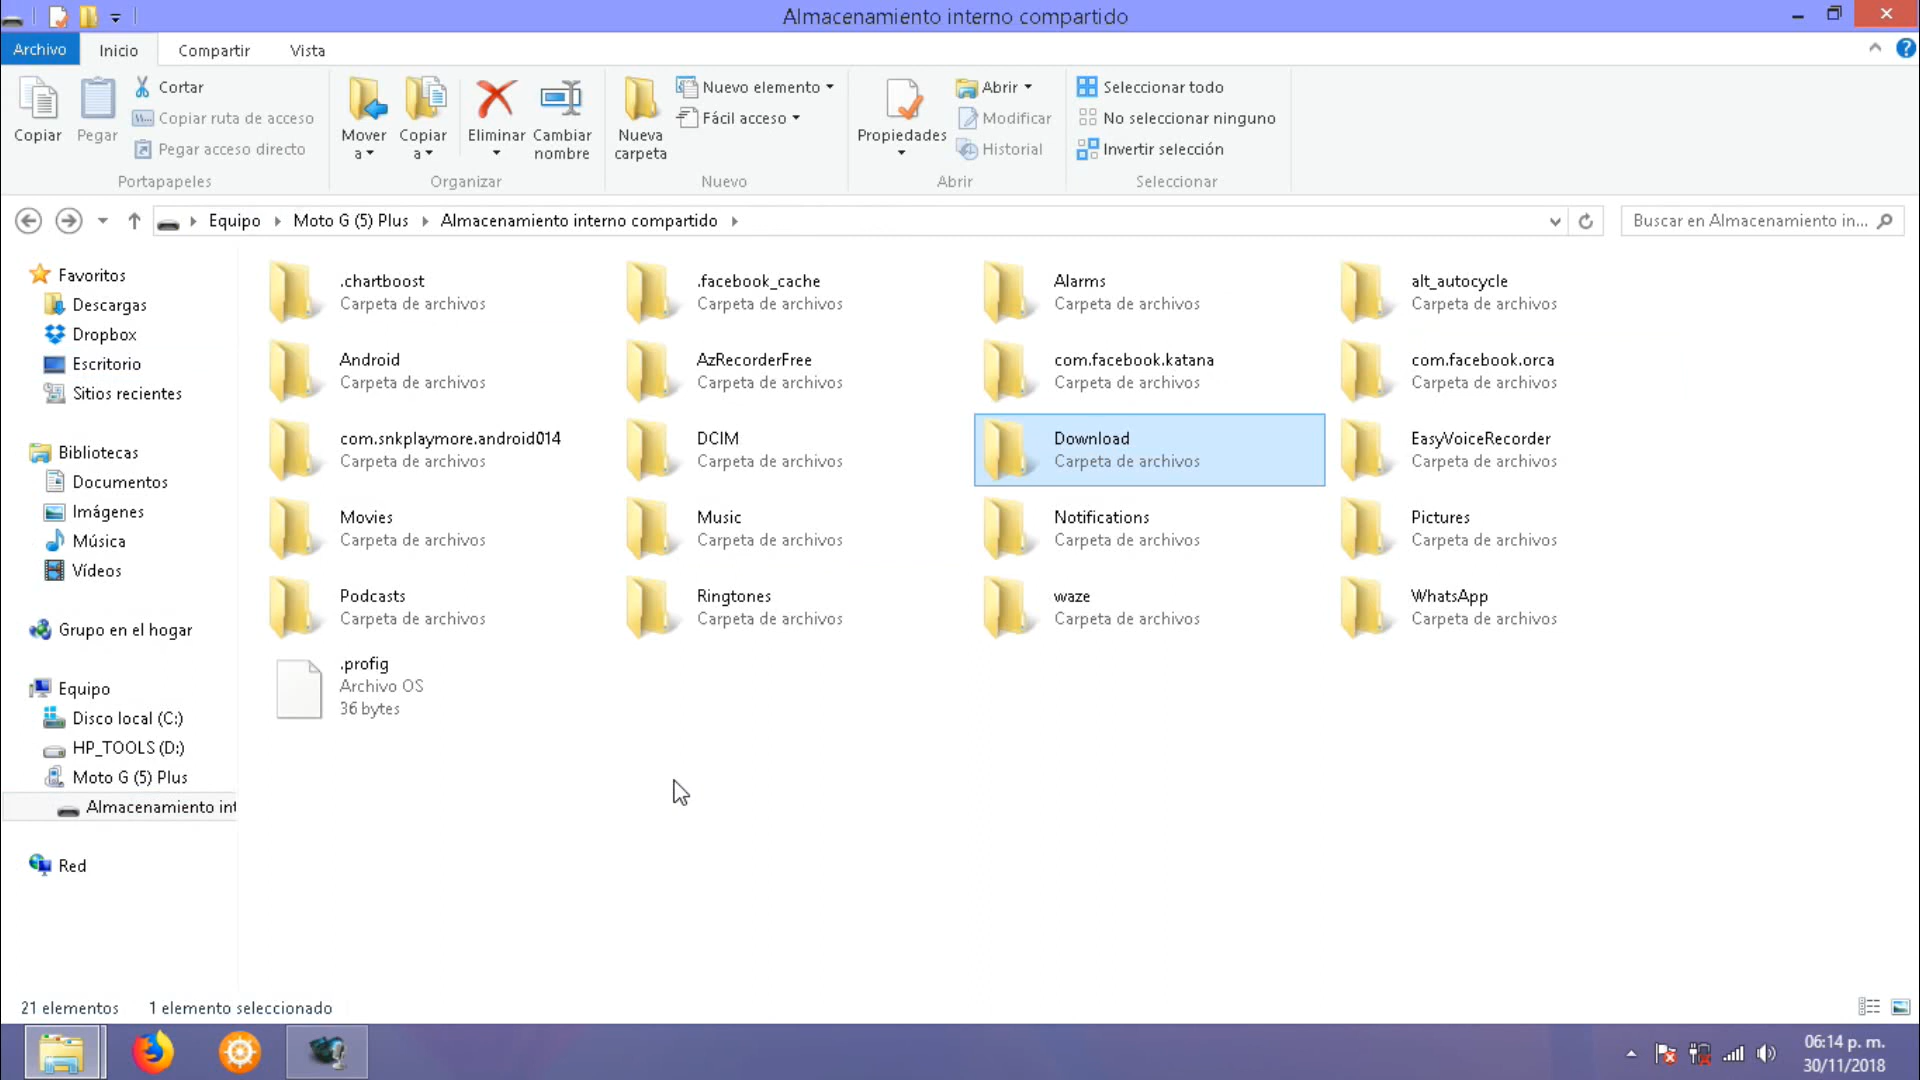 Almacenamiento interno compartido
Archivo Inicio Compartir Vista
Copiar
Pegar
Cortar
Copiar ruta de acceso
Pegar acceso directo
Portapapeles
Mover a
Copiar a
Eliminar
Cambiar nombre
Organizar
Nueva carpeta
Nuevo elemento
Fácil acceso
Nuevo
Propiedades
Abrir
Modificar
Historial
Abrir
Seleccionar todo
No seleccionar ninguno
Invertir selección
Seleccionar
Equipo Moto G (5) Plus Almacenamiento interno compartido
Buscar en Almacenamiento in...
Favoritos
Descargas
Dropbox
Escritorio
Sitios recientes
Bibliotecas
Documentos
Imágenes
Música
Vídeos
Grupo en el hogar
Equipo
Disco local (C:)
HP_TOOLS (D:)
Moto G (5) Plus
Almacenamiento int
Red
.chartboost
Carpeta de archivos
.facebook_cache
Carpeta de archivos
Alarms
Carpeta de archivos
alt_autocycle
Carpeta de archivos
Android
Carpeta de archivos
AzRecorderFree
Carpeta de archivos
com.facebook.katana
Carpeta de archivos
com.facebook.orca
Carpeta de archivos
com.snkplaymore.android014
Carpeta de archivos
DCIM
Carpeta de archivos
Download
Carpeta de archivos
EasyVoiceRecorder
Carpeta de archivos
Movies
Carpeta de archivos
Music
Carpeta de archivos
Notifications
Carpeta de archivos
Pictures
Carpeta de archivos
Podcasts
Carpeta de archivos
Ringtones
Carpeta de archivos
waze
Carpeta de archivos
WhatsApp
Carpeta de archivos
.profig
Archivo OS
36 bytes
21 elementos 1 elemento seleccionado
06:14 p. m.
30/11/2018